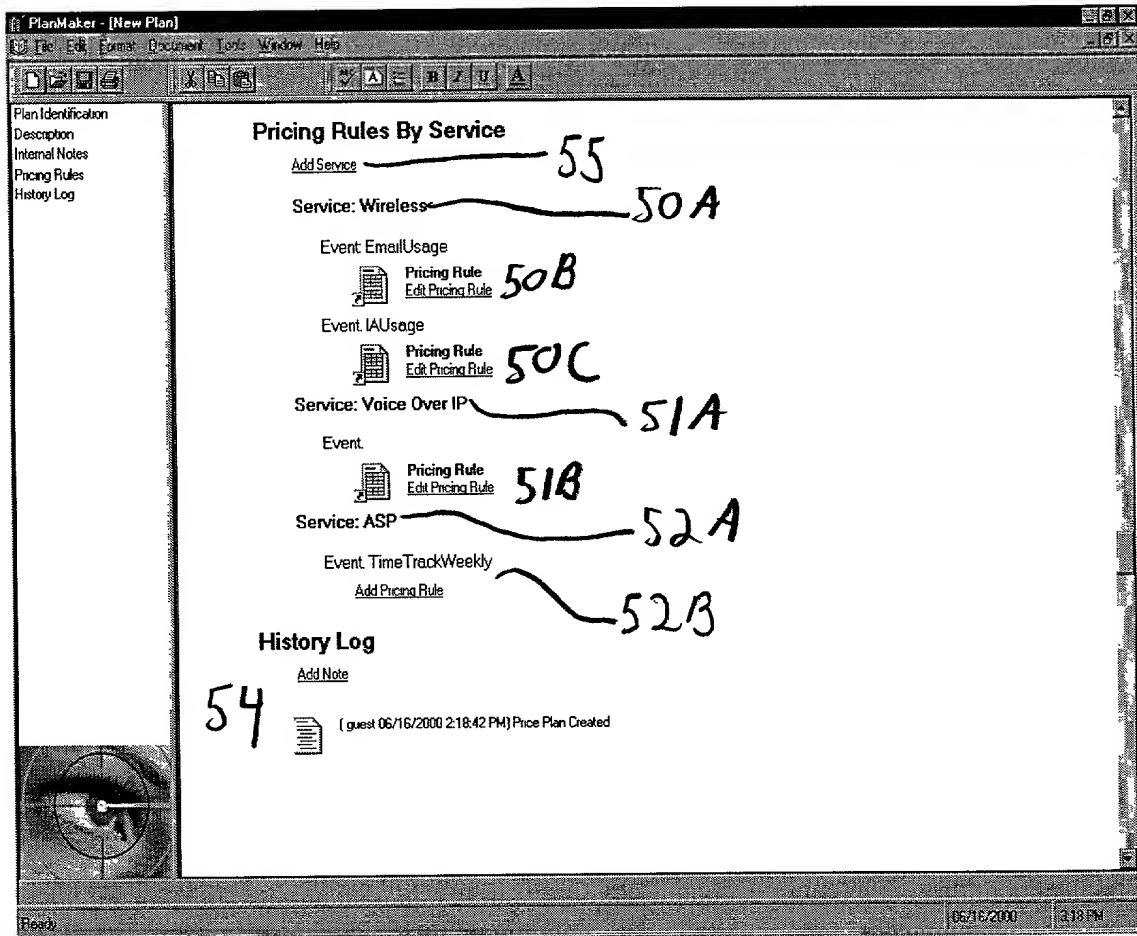 PlanMaker - [New Plan]
File Edit Format Document Tools Window Help
B I U A
Plan Identification
Description
Internal Notes
Pricing Rules
History Log
Pricing Rules By Service
Add Service 55
Service: Wireless 50A
Event EmailUsage
Pricing Rule
Edit Pricing Rule 50B
Event IAUsage
Pricing Rule
Edit Pricing Rule 50C
Service: Voice Over IP 51A
Event
Pricing Rule
Edit Pricing Rule 51B
Service: ASP 52A
Event TimeTrackWeekly
Add Pricing Rule 52B
History Log
Add Note
54 ( guest 06/16/2000 2:18:42 PM) Price Plan Created
Ready 06/16/2000 3:18 PM